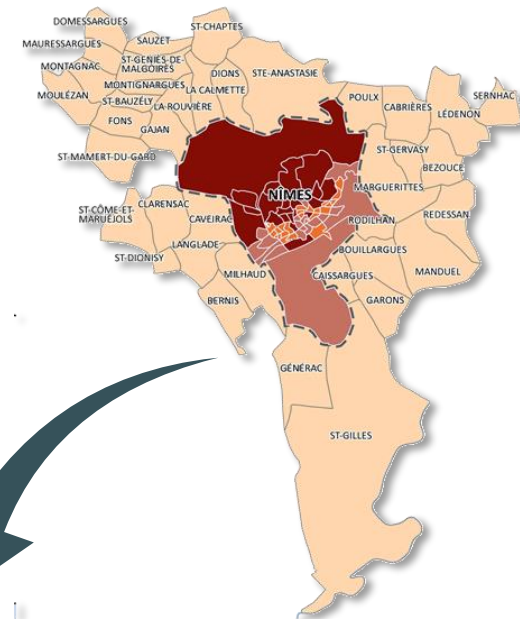 DOMESSARGUES
ST-CHAPTES
MAURESSARGUES
SAUZET
MONTAGNAC
ST-GENIES-DE-
MALGOIRES
DIONS
STE-ANASTASIE
MOULÉZAN
MONTIGNARGUES
LA CALMETTE
ST-BAUZÉLY
LA-ROUVIÈRE
POULX
CABRIÈRES
SERNHAC
LÉDENON
FONS
GAJAN
ST-MAMERT-DU-GARD
ST-GERVASY
BEZOUCE
NÎMES
MARGUERITTES
ST-CÔME-ET-
MARUÉJOLS
CLARENSAC
CAVEIRAC
RODILHAN
REDESSAN
LANGLADE
ST-DIONISY
BOUILLARGUES
MILHAUD
CAISSARGUES
MANDUEL
BERNIS
GARONS
GÉNÉRAC
ST-GILLES